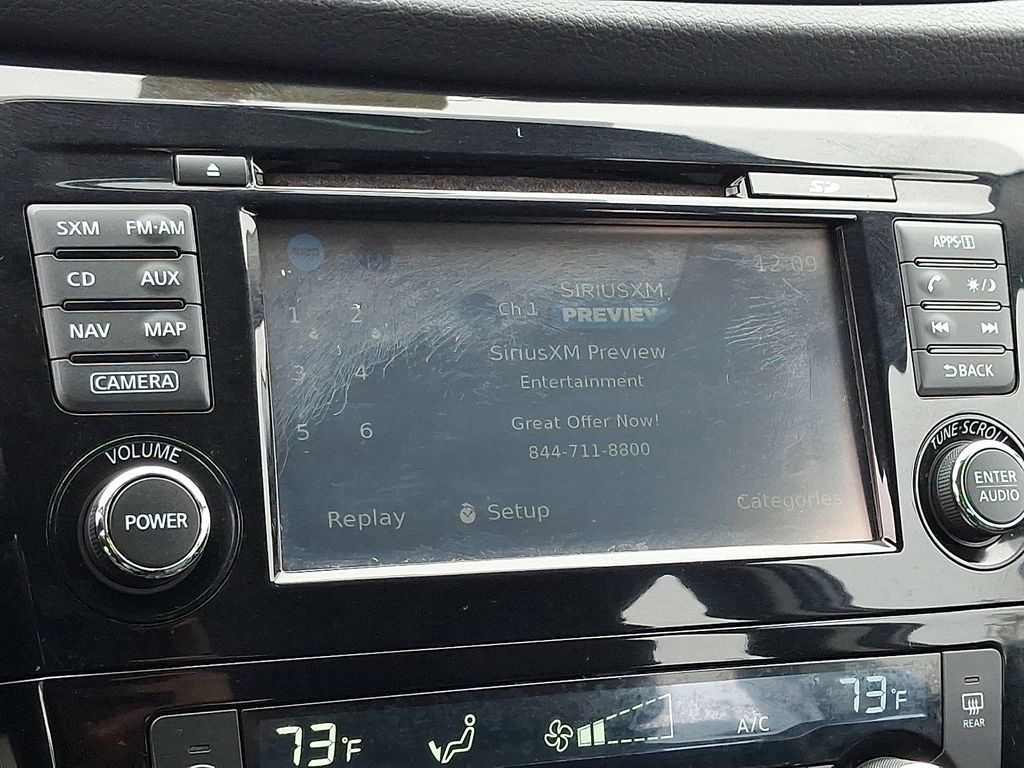 SD
SXM FM·AM
CD AUX
NAV MAP
CAMERA
VOLUME
POWER
12:09
1 2
3 4
5 6
SIRIUSXM
Ch 1 PREVIEW
SiriusXM Preview
Entertainment
Great Offer Now!
844-711-8800
Replay Setup Categories
APPS·i
BACK
TUNE·SCROLL
ENTER
AUDIO
73°F A/C 73°F
REAR